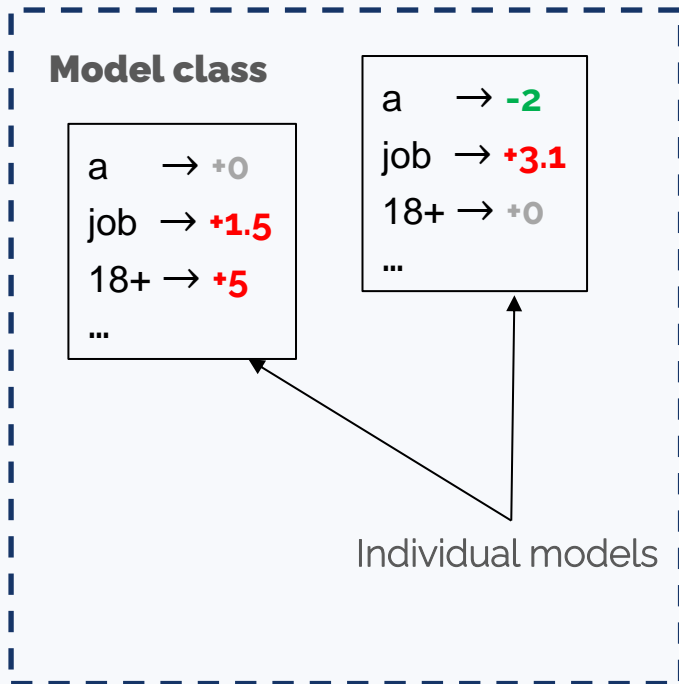 Model class
a → +0
job → +1.5
18+ → +5
…
a → -2
job → +3.1
18+ → +0
…
Individual models